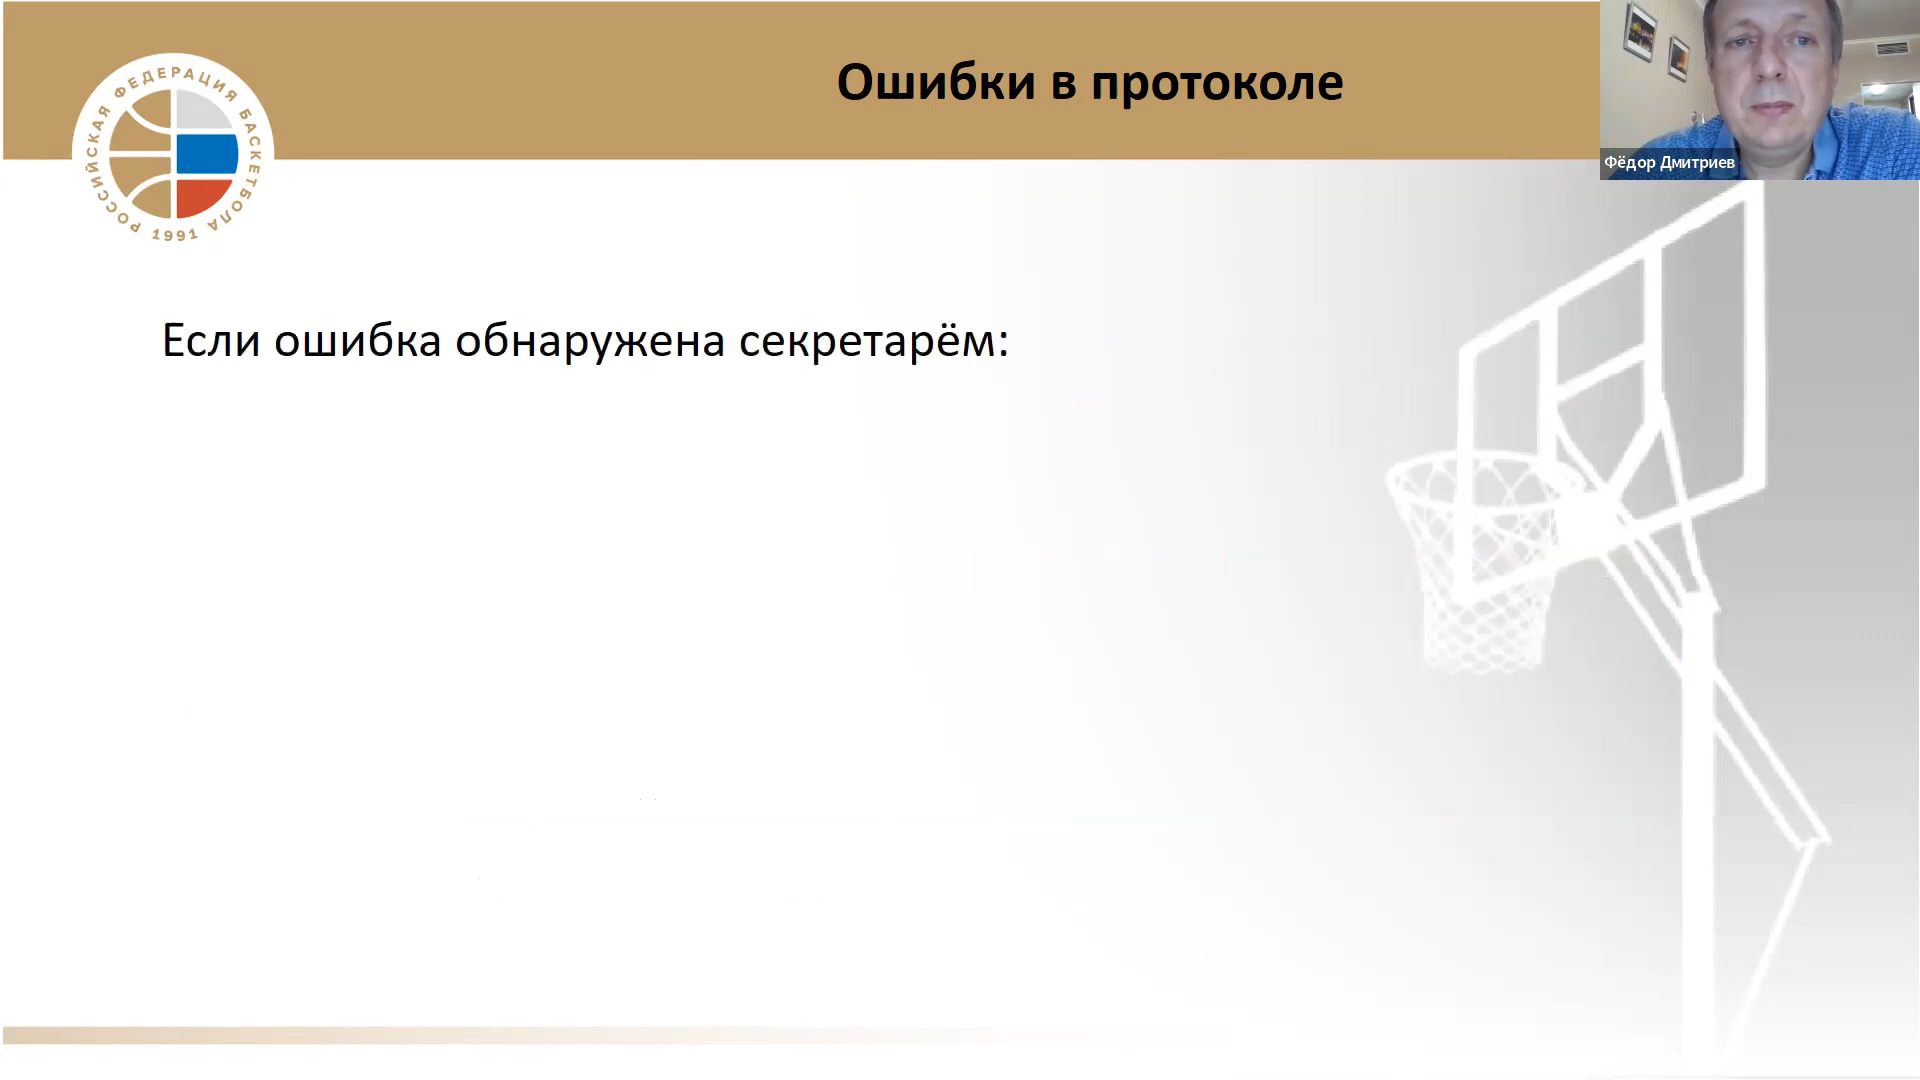 Ошибки в протоколе
РОССИЙСКАЯ ФЕДЕРАЦИЯ БАСКЕТБОЛА
1991
Фёдор Дмитриев
Если ошибка обнаружена секретарём: